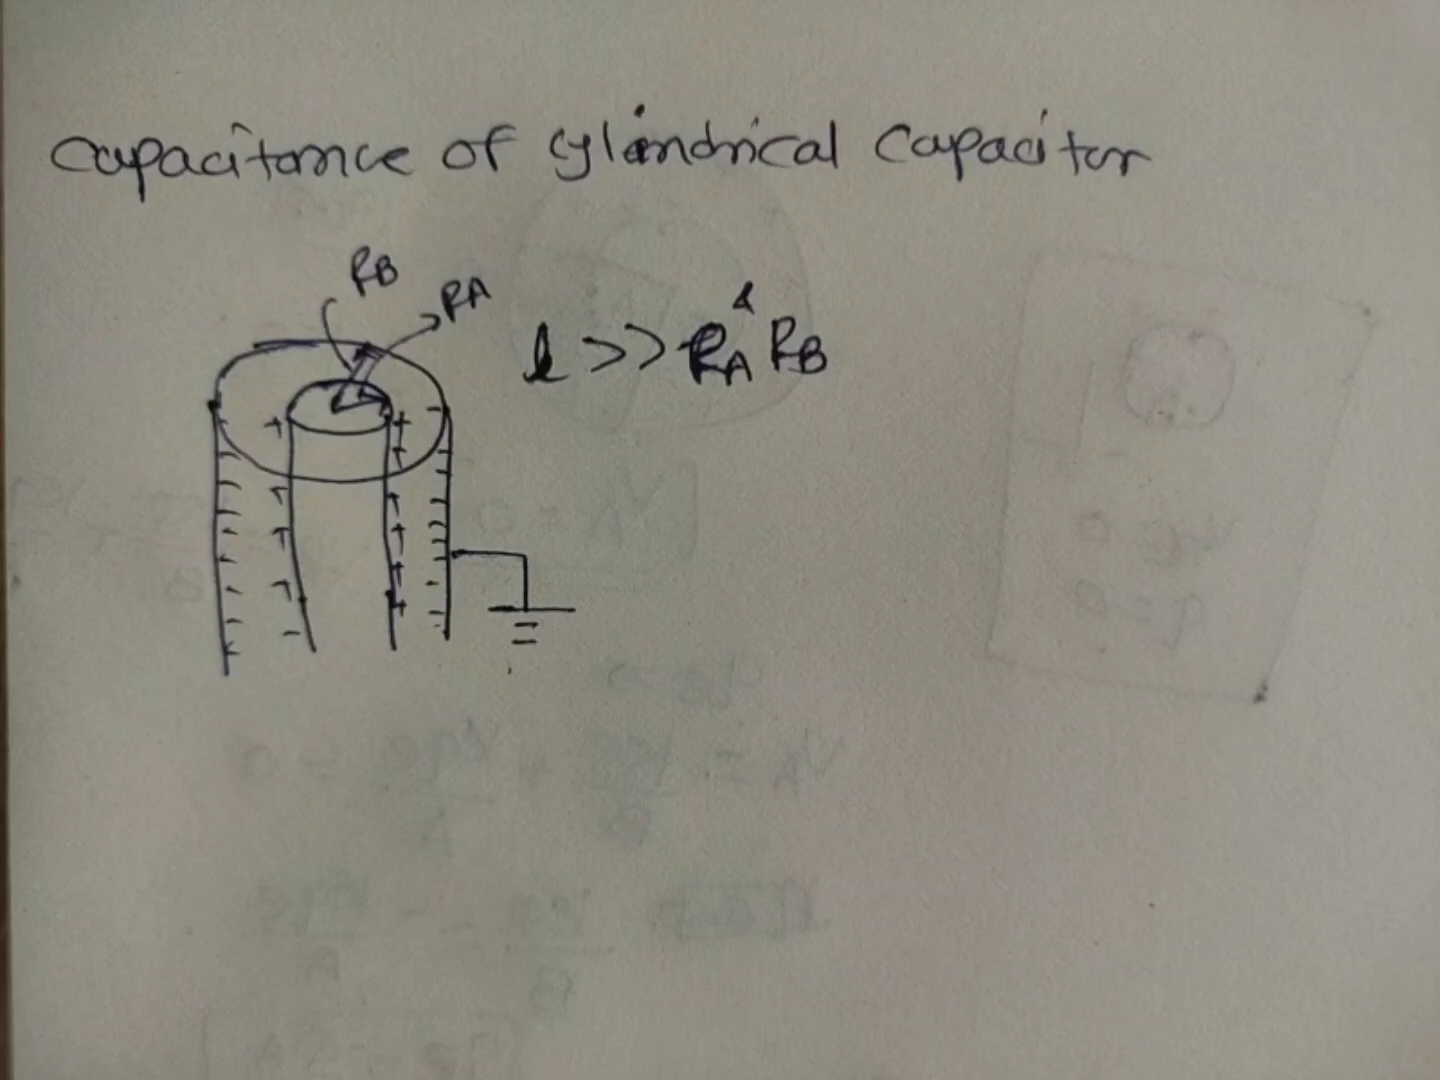 capacitance of cylindrical capacitor
RB
RA
l >> RA & RB